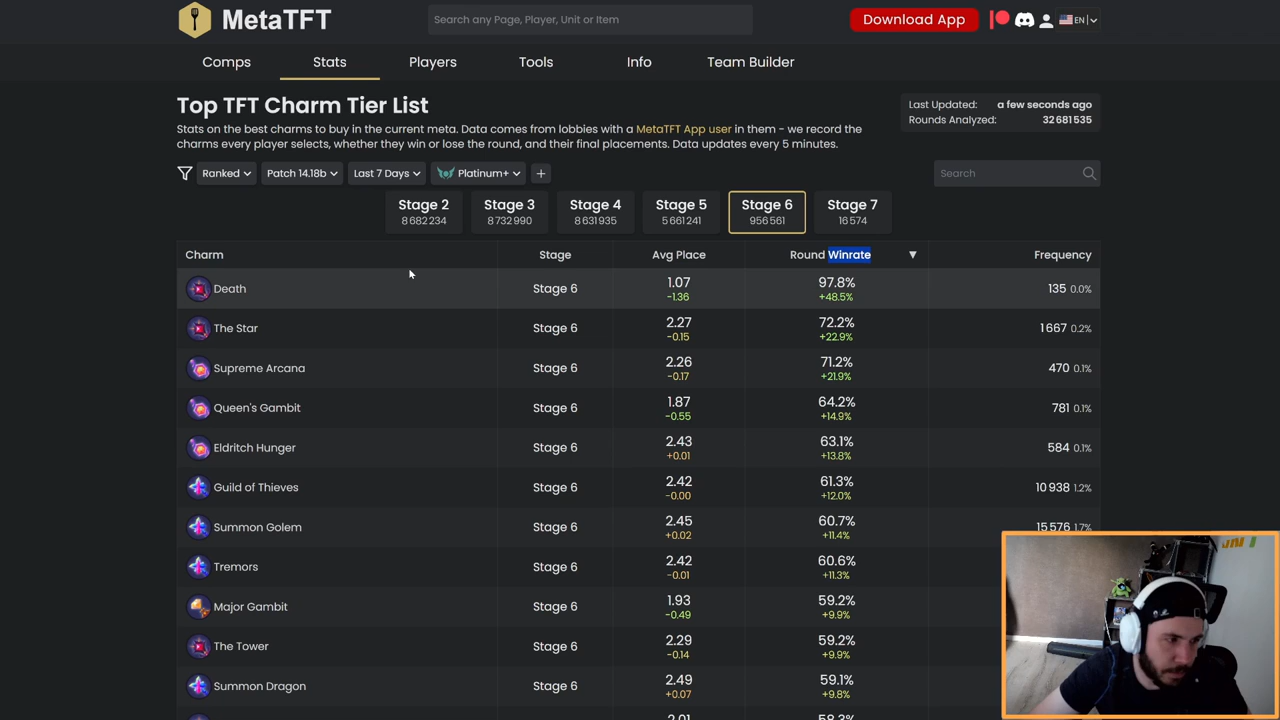 MetaTFT
Search any Page, Player, Unit or Item
Download App
EN
Comps Stats Players Tools Info Team Builder
Top TFT Charm Tier List
Last Updated: a few seconds ago
Rounds Analyzed: 32 681 535
Stats on the best charms to buy in the current meta. Data comes from lobbies with a MetaTFT App user in them - we record the
charms every player selects, whether they win or lose the round, and their final placements. Data updates every 5 minutes.
Ranked Patch 14.18b Last 7 Days Platinum+ + Search
Stage 2 Stage 3 Stage 4 Stage 5 Stage 6 Stage 7
8 682 234 8 732 990 8 631 935 5 661 241 956 561 16 574
Charm Stage Avg Place Round Winrate Frequency
Death Stage 6 1.07 97.8% 135 0.0%
-1.36 +48.5%
The Star Stage 6 2.27 72.2% 1 667 0.2%
-0.15 +22.9%
Supreme Arcana Stage 6 2.26 71.2% 470 0.1%
-0.17 +21.9%
Queen's Gambit Stage 6 1.87 64.2% 781 0.1%
-0.55 +14.9%
Eldritch Hunger Stage 6 2.43 63.1% 584 0.1%
+0.01 +13.8%
Guild of Thieves Stage 6 2.42 61.3% 10 938 1.2%
-0.00 +12.0%
Summon Golem Stage 6 2.45 60.7% 15 576 1.7%
+0.02 +11.4%
Tremors Stage 6 2.42 60.6%
-0.01 +11.3%
Major Gambit Stage 6 1.93 59.2%
-0.49 +9.9%
The Tower Stage 6 2.29 59.2%
-0.14 +9.9%
Summon Dragon Stage 6 2.49 59.1%
+0.07 +9.8%